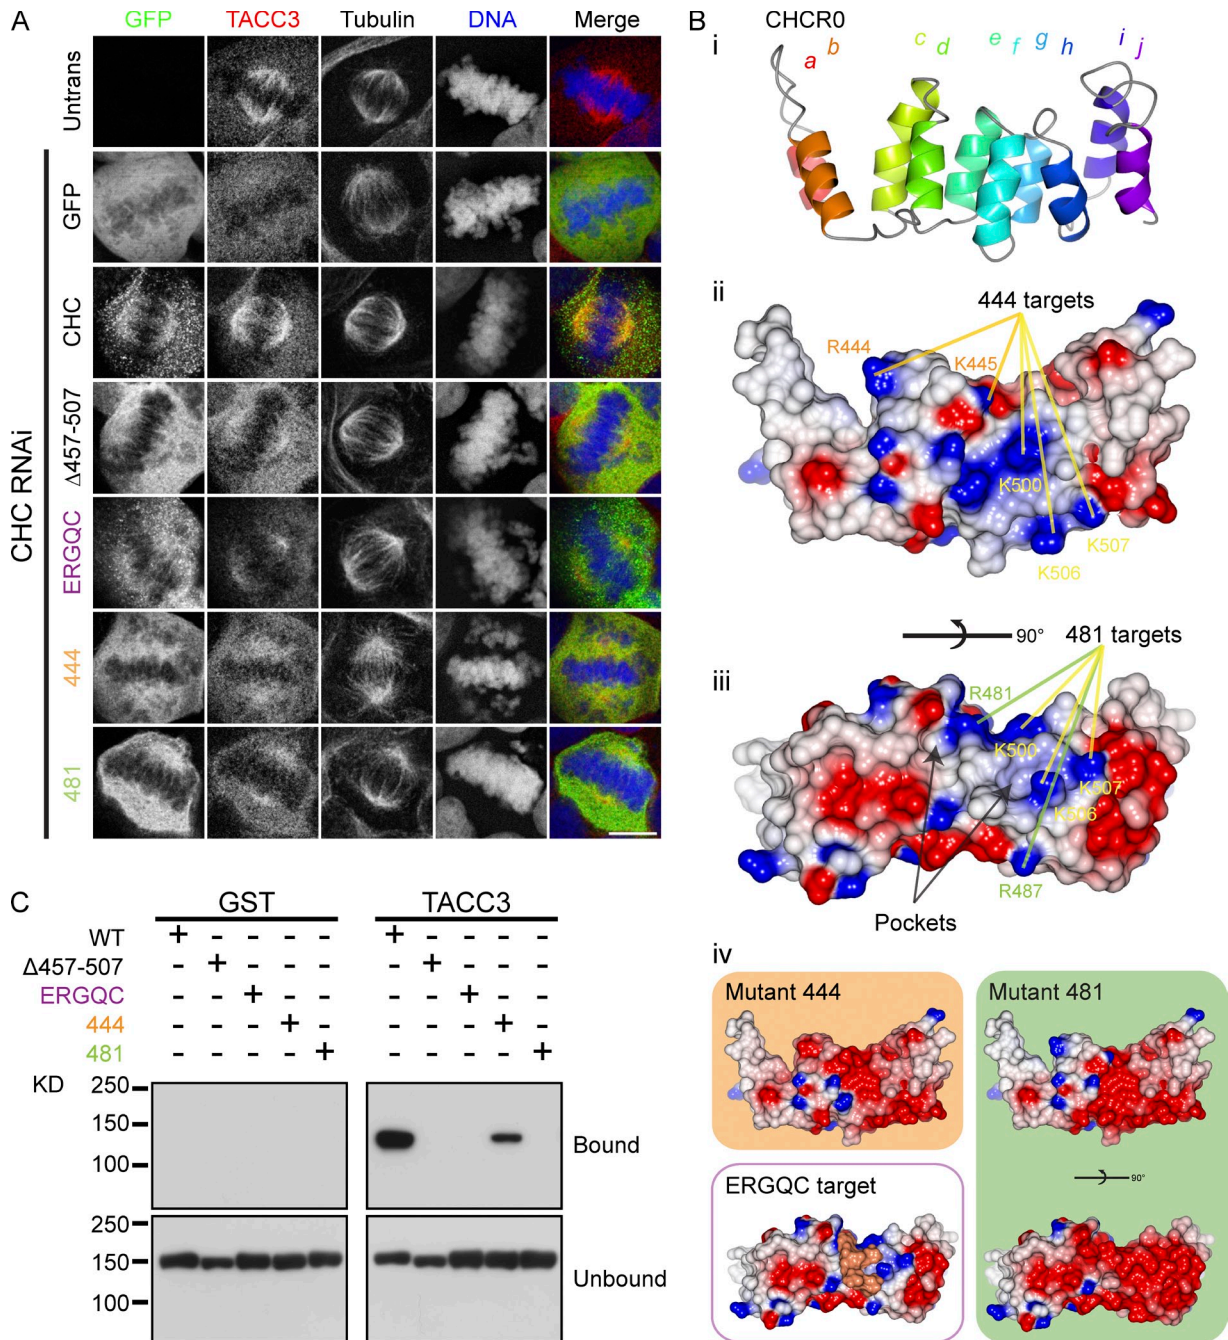 A
GFP TACC3 Tubulin DNA Merge
Untrans
CHC RNAi
GFP
CHC
Δ457-507
ERGQC
444
481
B
CHCR0
i
a b c d e f g h i j
ii
444 targets
R444
K445
K500
K507
K506
90°
481 targets
iii
R481
K500
K507
K506
R487
Pockets
iv
Mutant 444
Mutant 481
90°
ERGQC target
C
GST TACC3
WT + - - - - + - - - -
Δ457-507 - + - - - - + - - -
ERGQC - - + - - - - + - -
444 - - - + - - - - + -
481 - - - - + - - - - +
KD
250
150
100
Bound
250
150
100
Unbound